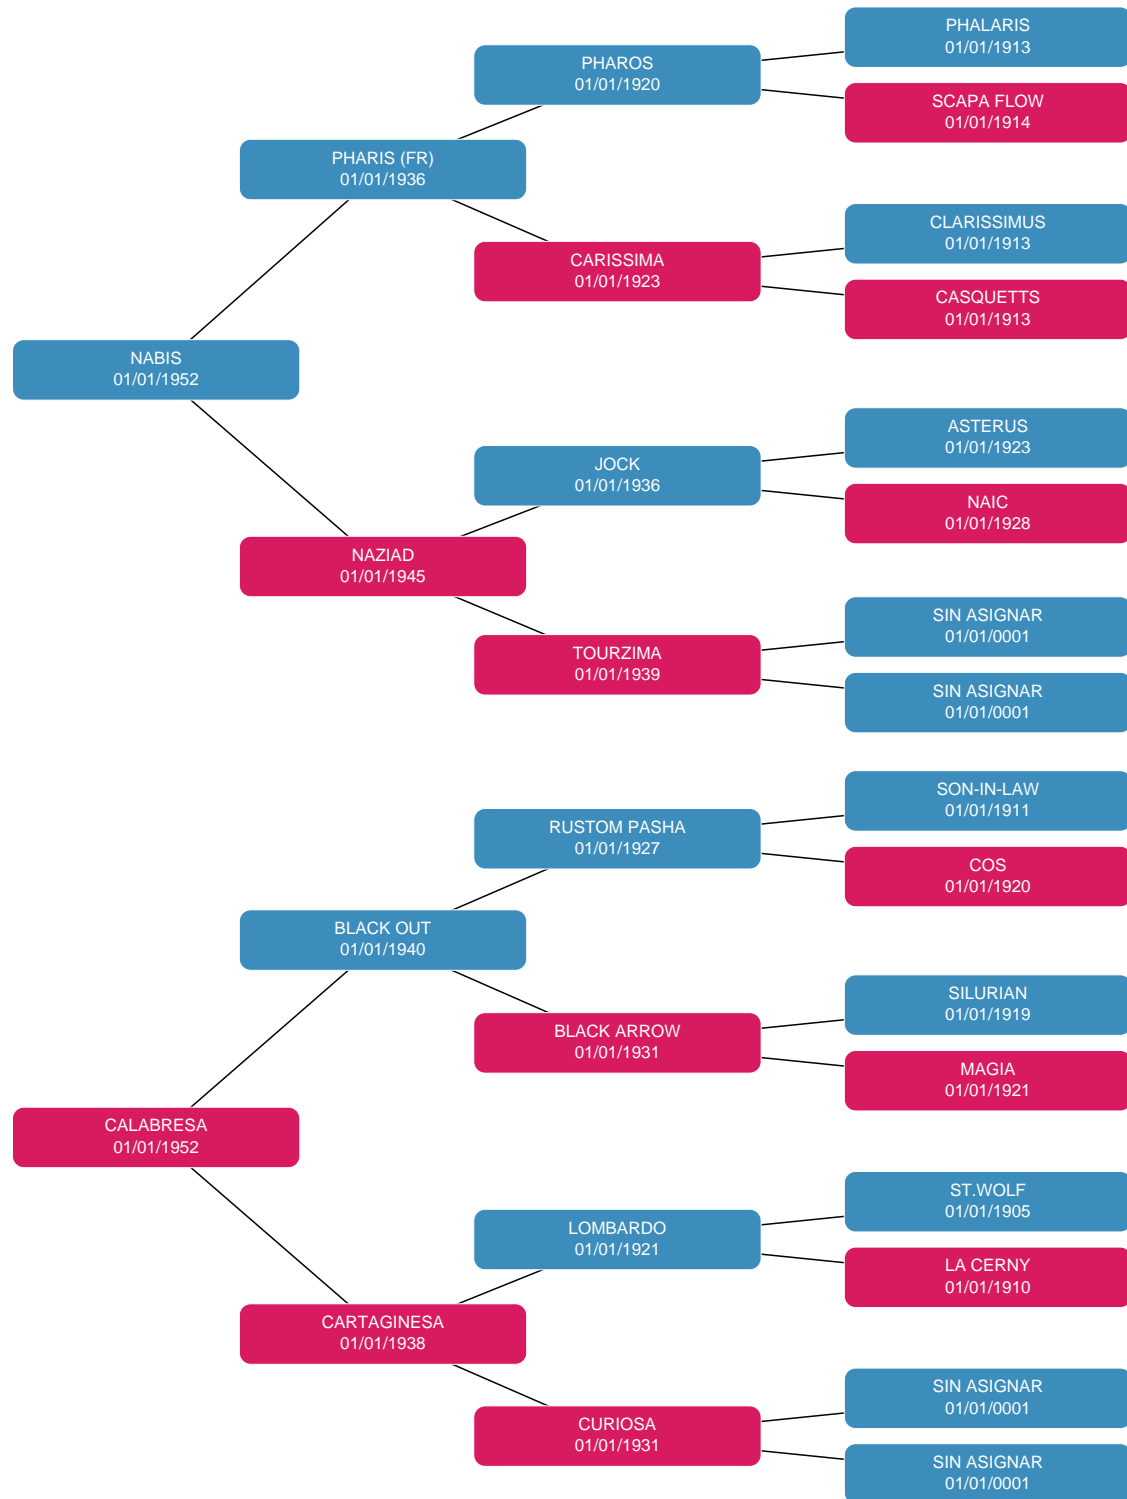 PHALARIS
01/01/1913
PHAROS
01/01/1920
SCAPA FLOW
01/01/1914
PHARIS (FR)
01/01/1936
CLARISSIMUS
01/01/1913
CARISSIMA
01/01/1923
CASQUETTS
01/01/1913
NABIS
01/01/1952
ASTERUS
01/01/1923
JOCK
01/01/1936
NAIC
01/01/1928
NAZIAD
01/01/1945
SIN ASIGNAR
01/01/0001
TOURZIMA
01/01/1939
SIN ASIGNAR
01/01/0001
SON-IN-LAW
01/01/1911
RUSTOM PASHA
01/01/1927
COS
01/01/1920
BLACK OUT
01/01/1940
SILURIAN
01/01/1919
BLACK ARROW
01/01/1931
MAGIA
01/01/1921
CALABRESA
01/01/1952
ST.WOLF
01/01/1905
LOMBARDO
01/01/1921
LA CERNY
01/01/1910
CARTAGINESA
01/01/1938
SIN ASIGNAR
01/01/0001
CURIOSA
01/01/1931
SIN ASIGNAR
01/01/0001